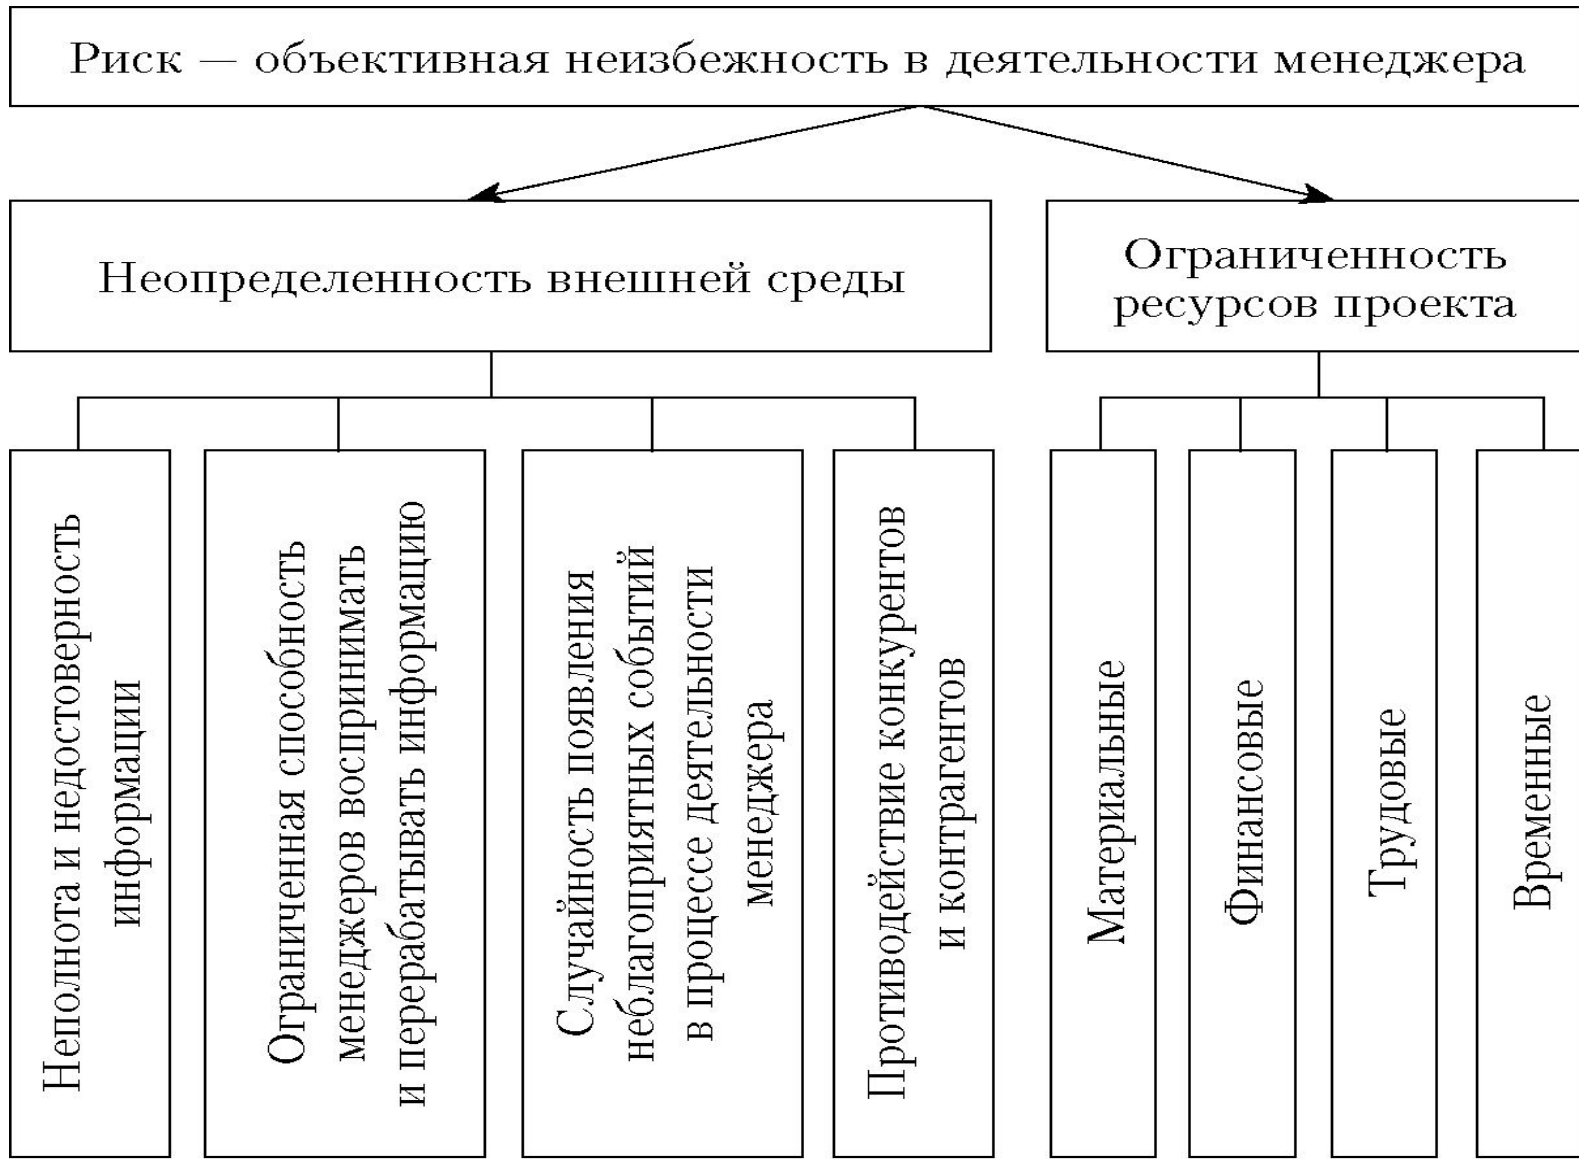 Риск — объективная неизбежность в деятельности менеджера
Неопределенность внешней среды
Ограниченность
ресурсов проекта
Неполнота и недостоверность
информации
Ограниченная способность
менеджеров воспринимать
и перерабатывать информацию
Случайность появления
неблагоприятных событий
в процессе деятельности
менеджера
Противодействие конкурентов
и контрагентов
Материальные
Финансовые
Трудовые
Временные